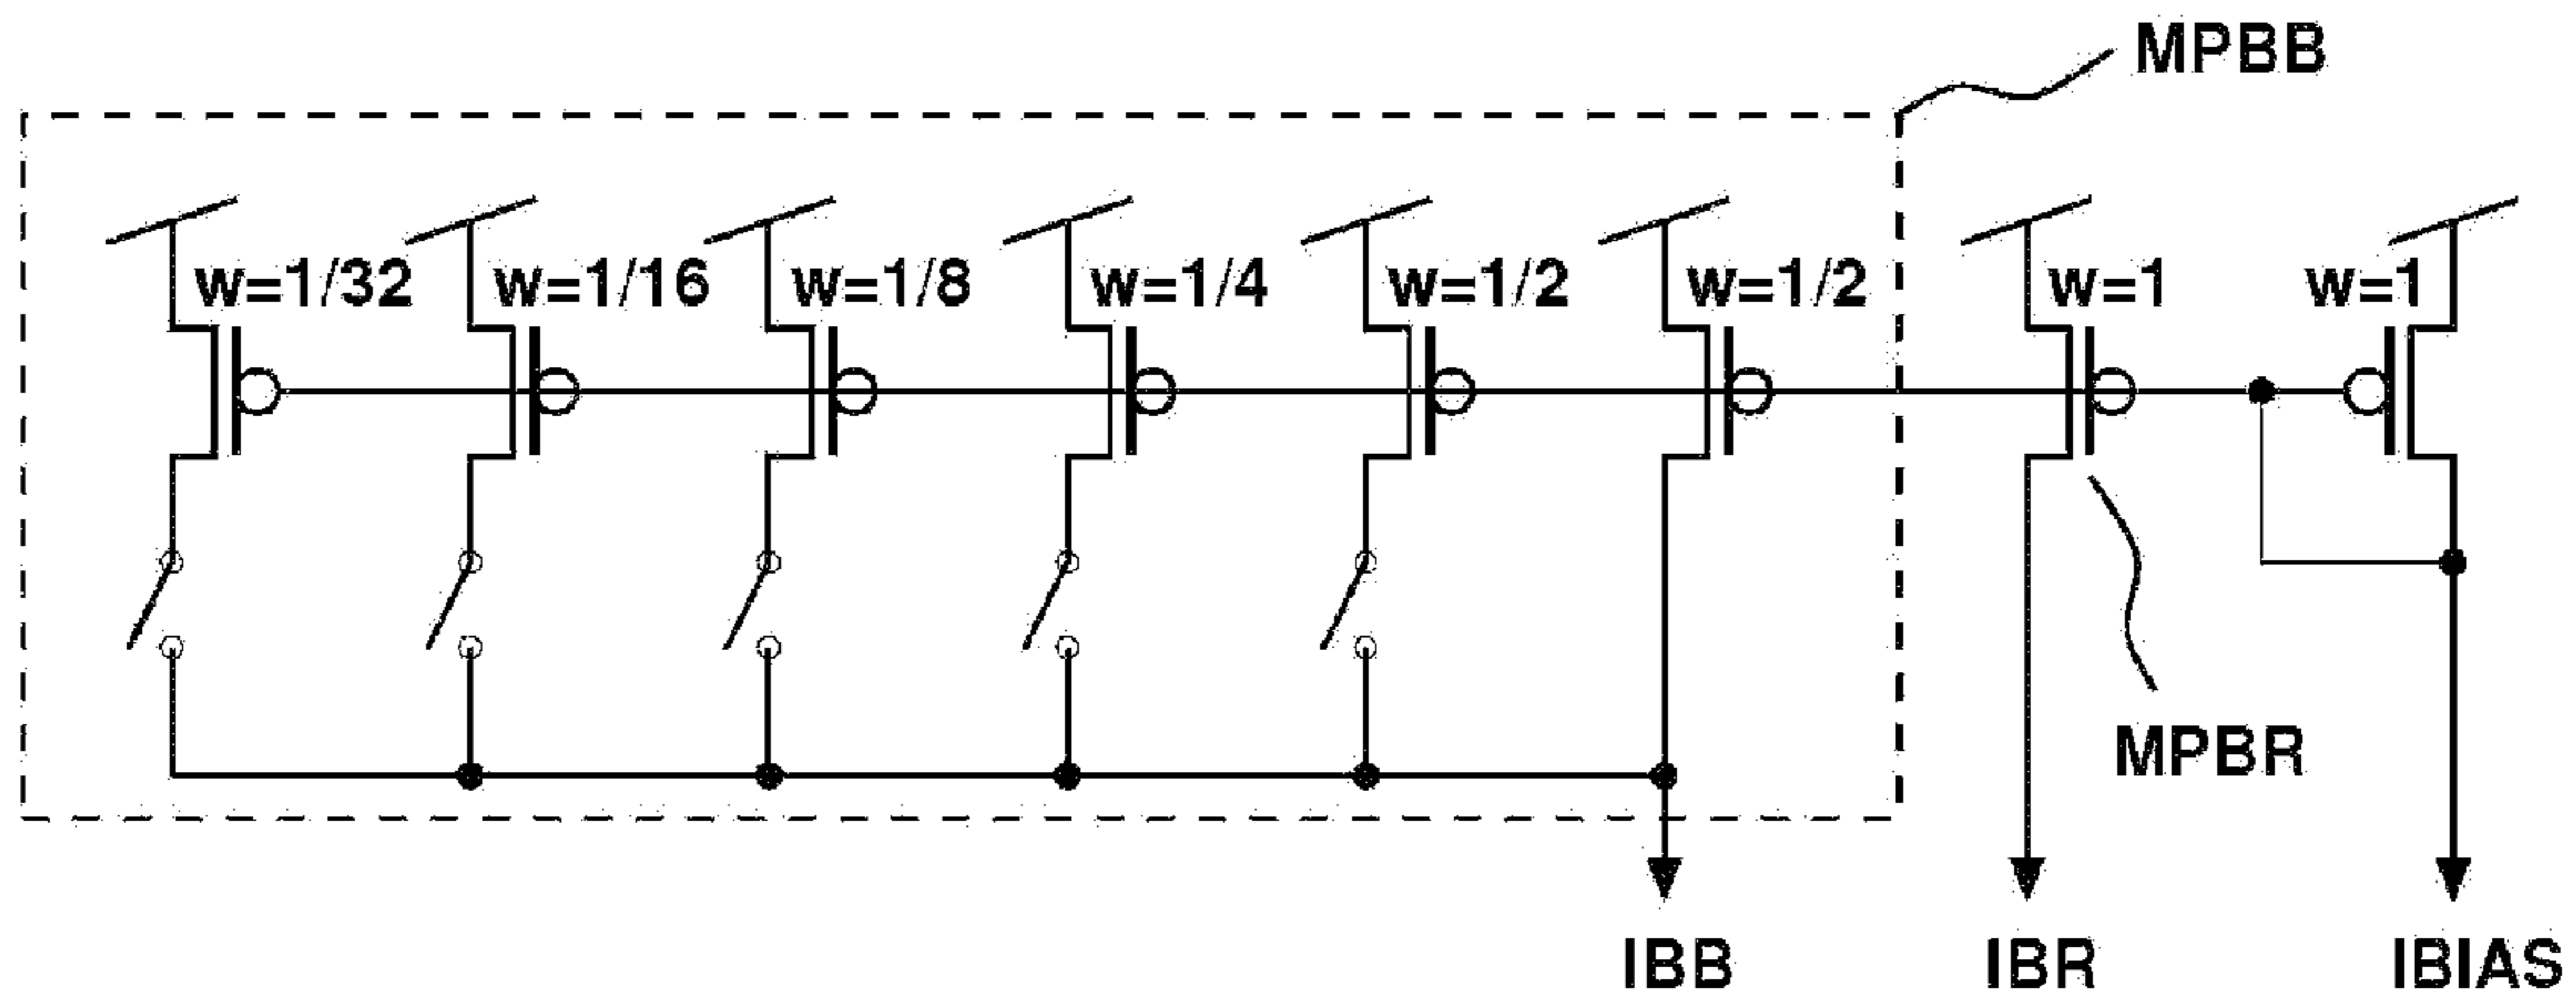 MPBB
w=1/32 w=1/16 w=1/8 w=1/4 w=1/2 w=1/2 w=1 w=1
MPBR
IBB IBR IBIAS